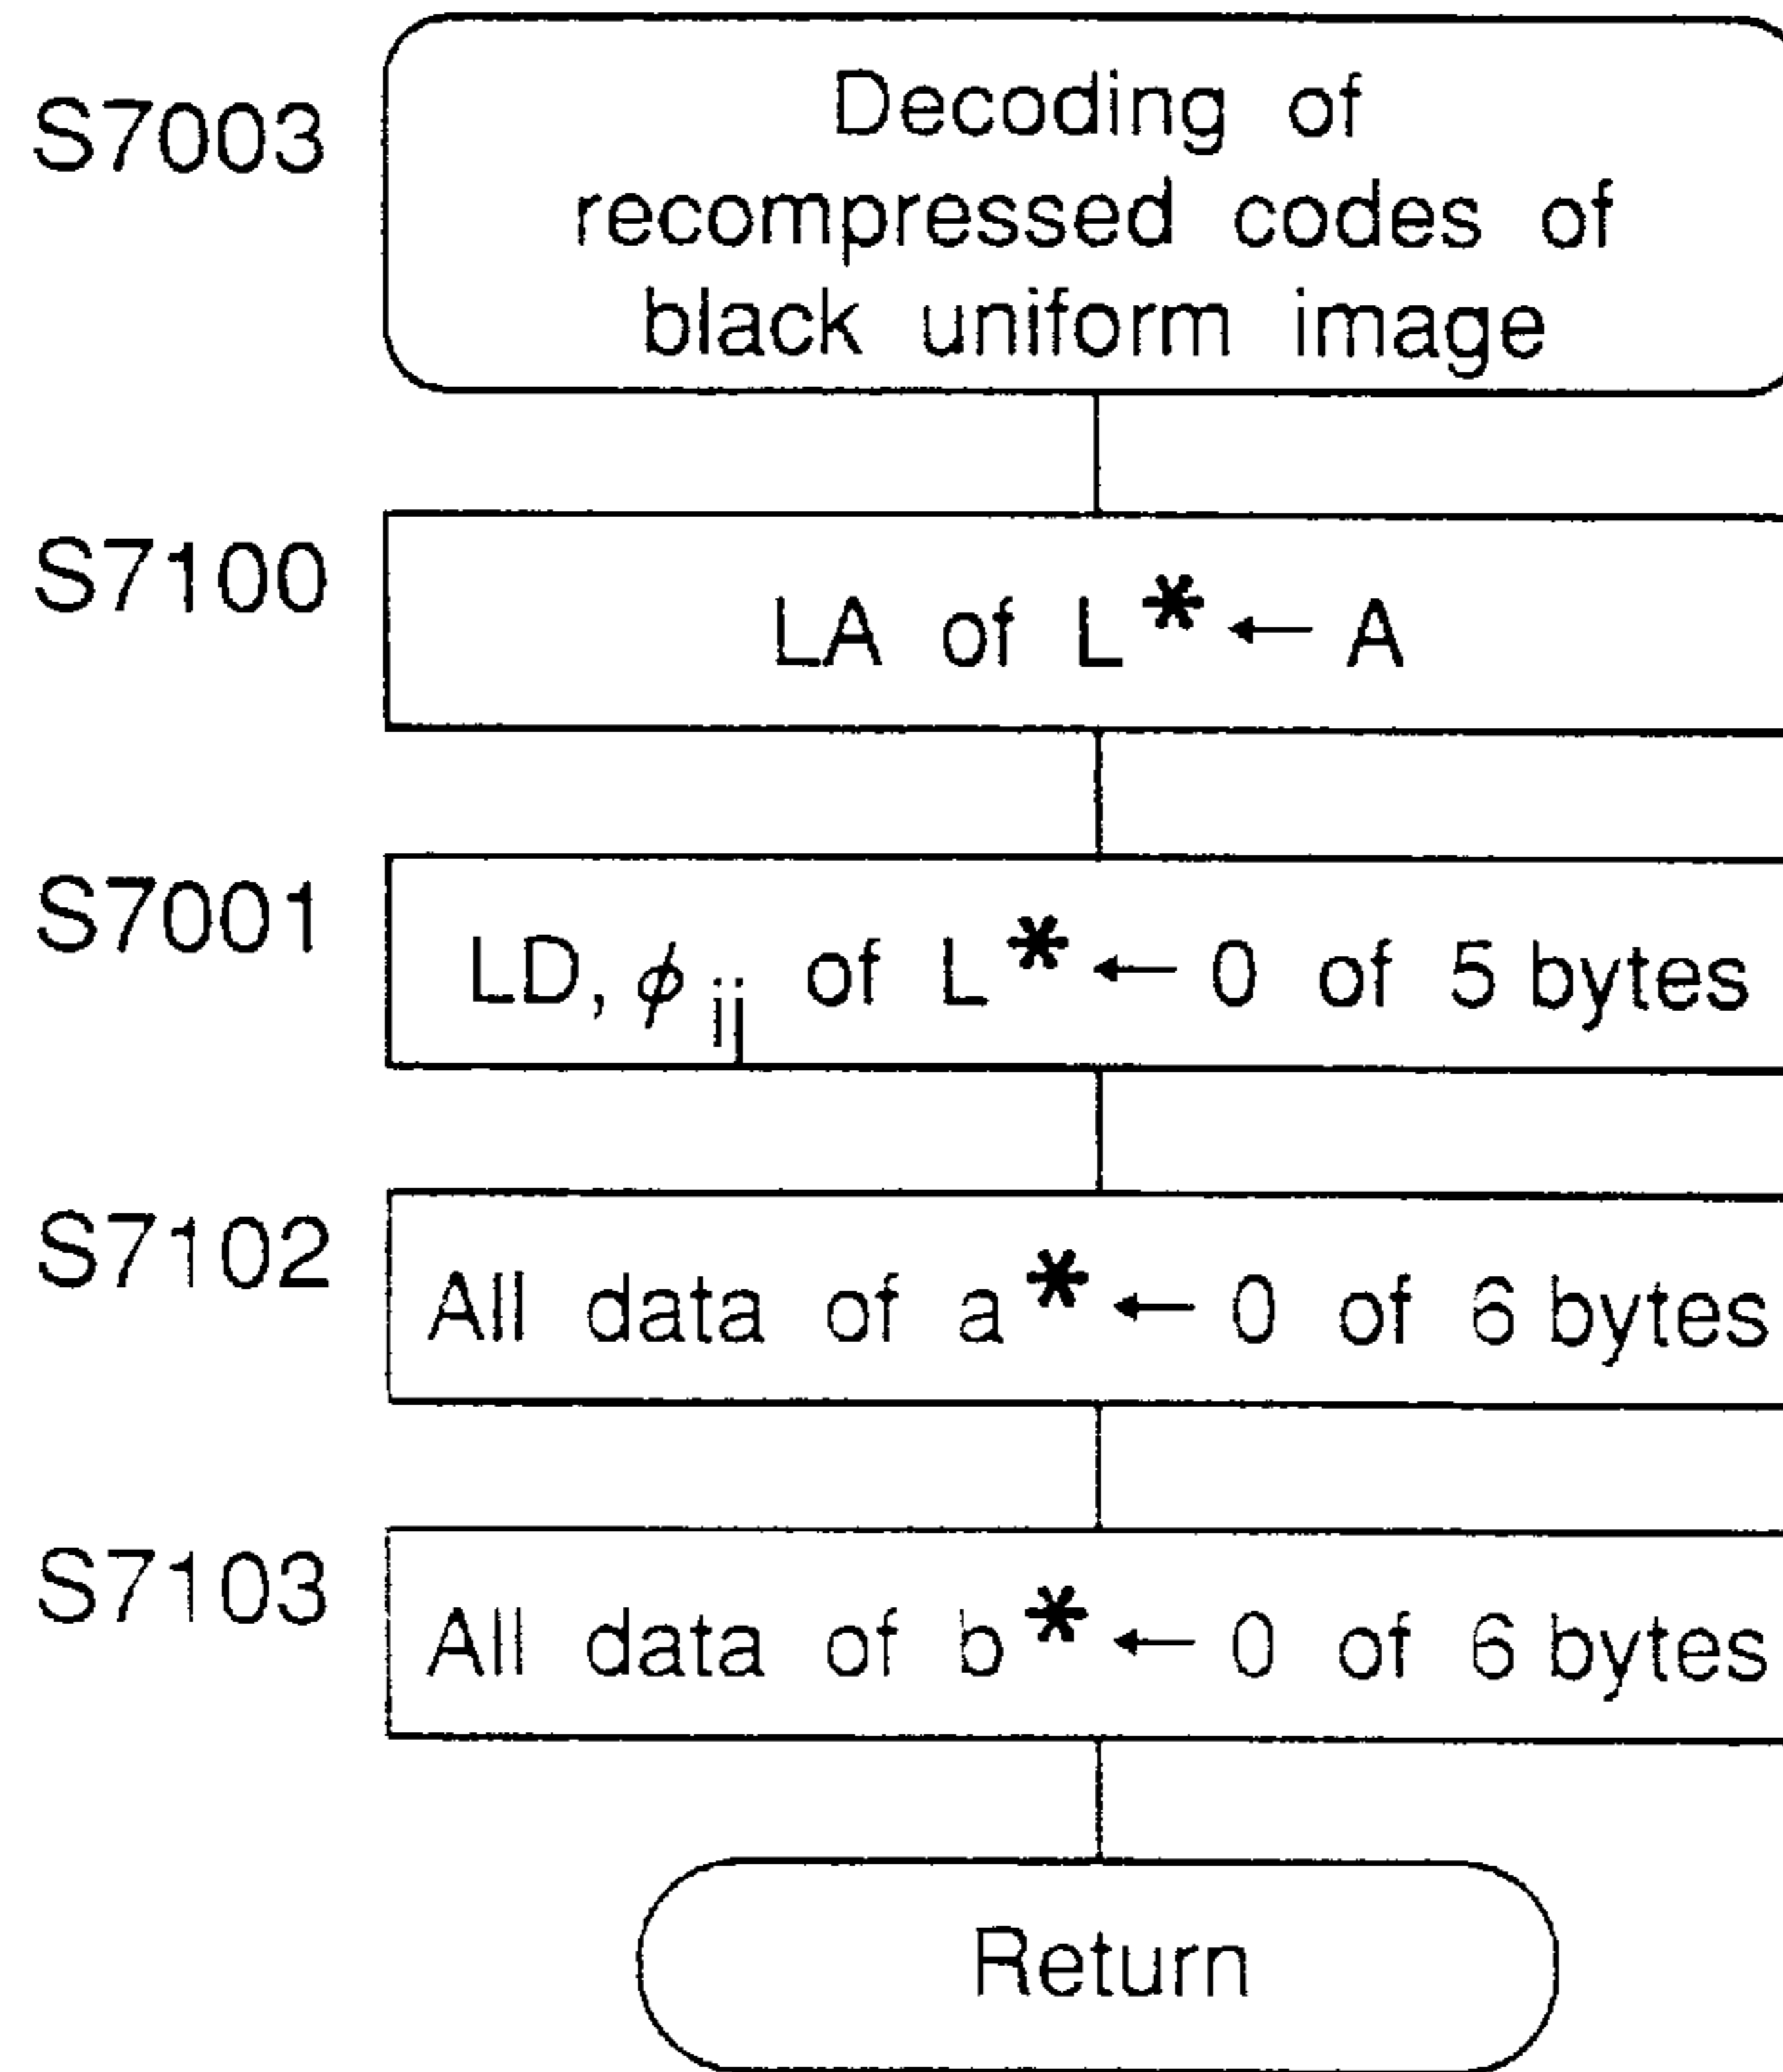 S7003
Decoding of
recompressed codes of
black uniform image
S7100
LA of L* ← A
S7001
LD, ϕij of L* ← 0 of 5 bytes
S7102
All data of a* ← 0 of 6 bytes
S7103
All data of b* ← 0 of 6 bytes
Return